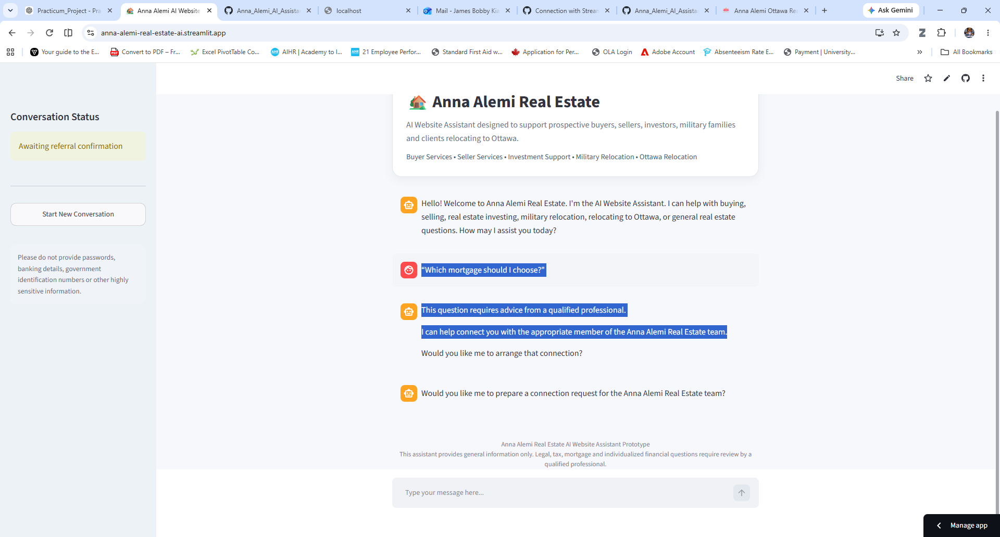 Practicum_Project - Pra
Anna Alemi AI Website
Anna_Alemi_AI_Assista
localhost
Mail - James Bobby Kia
Connection with Stream
Anna_Alemi_AI_Assista
Anna Alemi Ottawa Rea
Ask Gemini
anna-alemi-real-estate-ai.streamlit.app
Your guide to the E...
Convert to PDF – Fr...
Excel PivotTable Co...
AIHR | Academy to I...
21 Employee Perfor...
Standard First Aid w...
Application for Per...
OLA Login
Adobe Account
Absenteeism Rate E...
Payment | University...
All Bookmarks
Share
Conversation Status
Awaiting referral confirmation
Start New Conversation
Please do not provide passwords,
banking details, government
identification numbers or other highly
sensitive information.
Anna Alemi Real Estate
AI Website Assistant designed to support prospective buyers, sellers, investors, military families
and clients relocating to Ottawa.
Buyer Services • Seller Services • Investment Support • Military Relocation • Ottawa Relocation
Hello! Welcome to Anna Alemi Real Estate. I'm the AI Website Assistant. I can help with buying,
selling, real estate investing, military relocation, relocating to Ottawa, or general real estate
questions. How may I assist you today?
“Which mortgage should I choose?”
This question requires advice from a qualified professional.
I can help connect you with the appropriate member of the Anna Alemi Real Estate team.
Would you like me to arrange that connection?
Would you like me to prepare a connection request for the Anna Alemi Real Estate team?
Anna Alemi Real Estate AI Website Assistant Prototype
This assistant provides general information only. Legal, tax, mortgage and individualized financial questions require review by a
qualified professional.
Type your message here...
Manage app